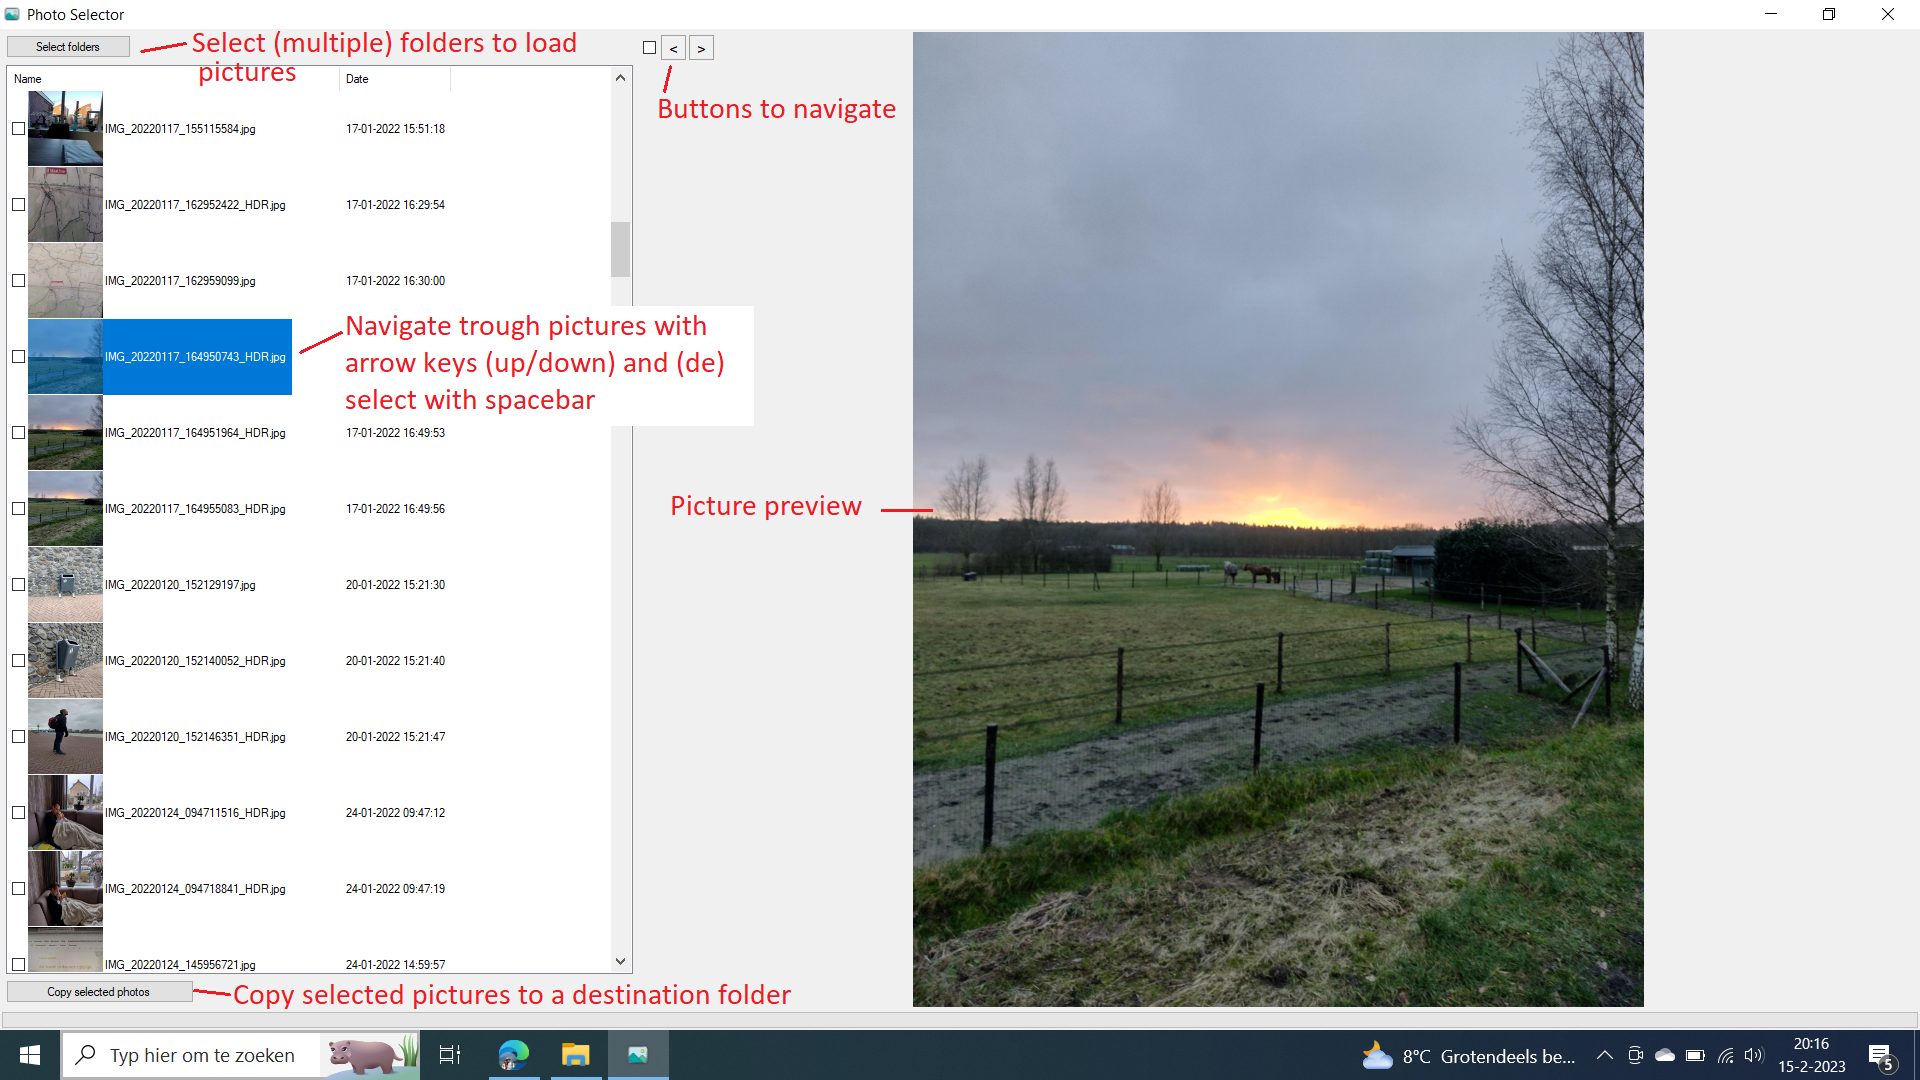 Photo Selector
Select folders
Select (multiple) folders to load
pictures
< >
Buttons to navigate
Name Date
IMG_20220117_155115584.jpg 17-01-2022 15:51:18
IMG_20220117_162952422_HDR.jpg 17-01-2022 16:29:54
IMG_20220117_162959099.jpg 17-01-2022 16:30:00
IMG_20220117_164950743_HDR.jpg
Navigate trough pictures with
arrow keys (up/down) and (de)
select with spacebar
IMG_20220117_164951964_HDR.jpg 17-01-2022 16:49:53
IMG_20220117_164955083_HDR.jpg 17-01-2022 16:49:56
Picture preview
IMG_20220120_152129197.jpg 20-01-2022 15:21:30
IMG_20220120_152140052_HDR.jpg 20-01-2022 15:21:40
IMG_20220120_152146351_HDR.jpg 20-01-2022 15:21:47
IMG_20220124_094711516_HDR.jpg 24-01-2022 09:47:12
IMG_20220124_094718841_HDR.jpg 24-01-2022 09:47:19
IMG_20220124_145956721.jpg 24-01-2022 14:59:57
Copy selected photos
Copy selected pictures to a destination folder
Typ hier om te zoeken
8°C Grotendeels be...
20:16
15-2-2023
5